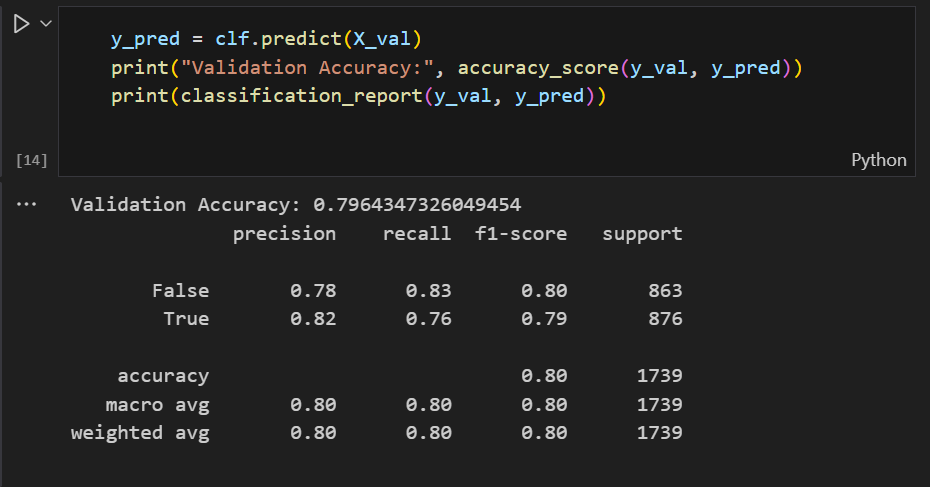 y_pred = clf.predict(X_val)
print("Validation Accuracy:", accuracy_score(y_val, y_pred))
print(classification_report(y_val, y_pred))
[14]
Python
Validation Accuracy: 0.7964347326049454
precision recall f1-score support
False 0.78 0.83 0.80 863
True 0.82 0.76 0.79 876
accuracy 0.80 1739
macro avg 0.80 0.80 0.80 1739
weighted avg 0.80 0.80 0.80 1739